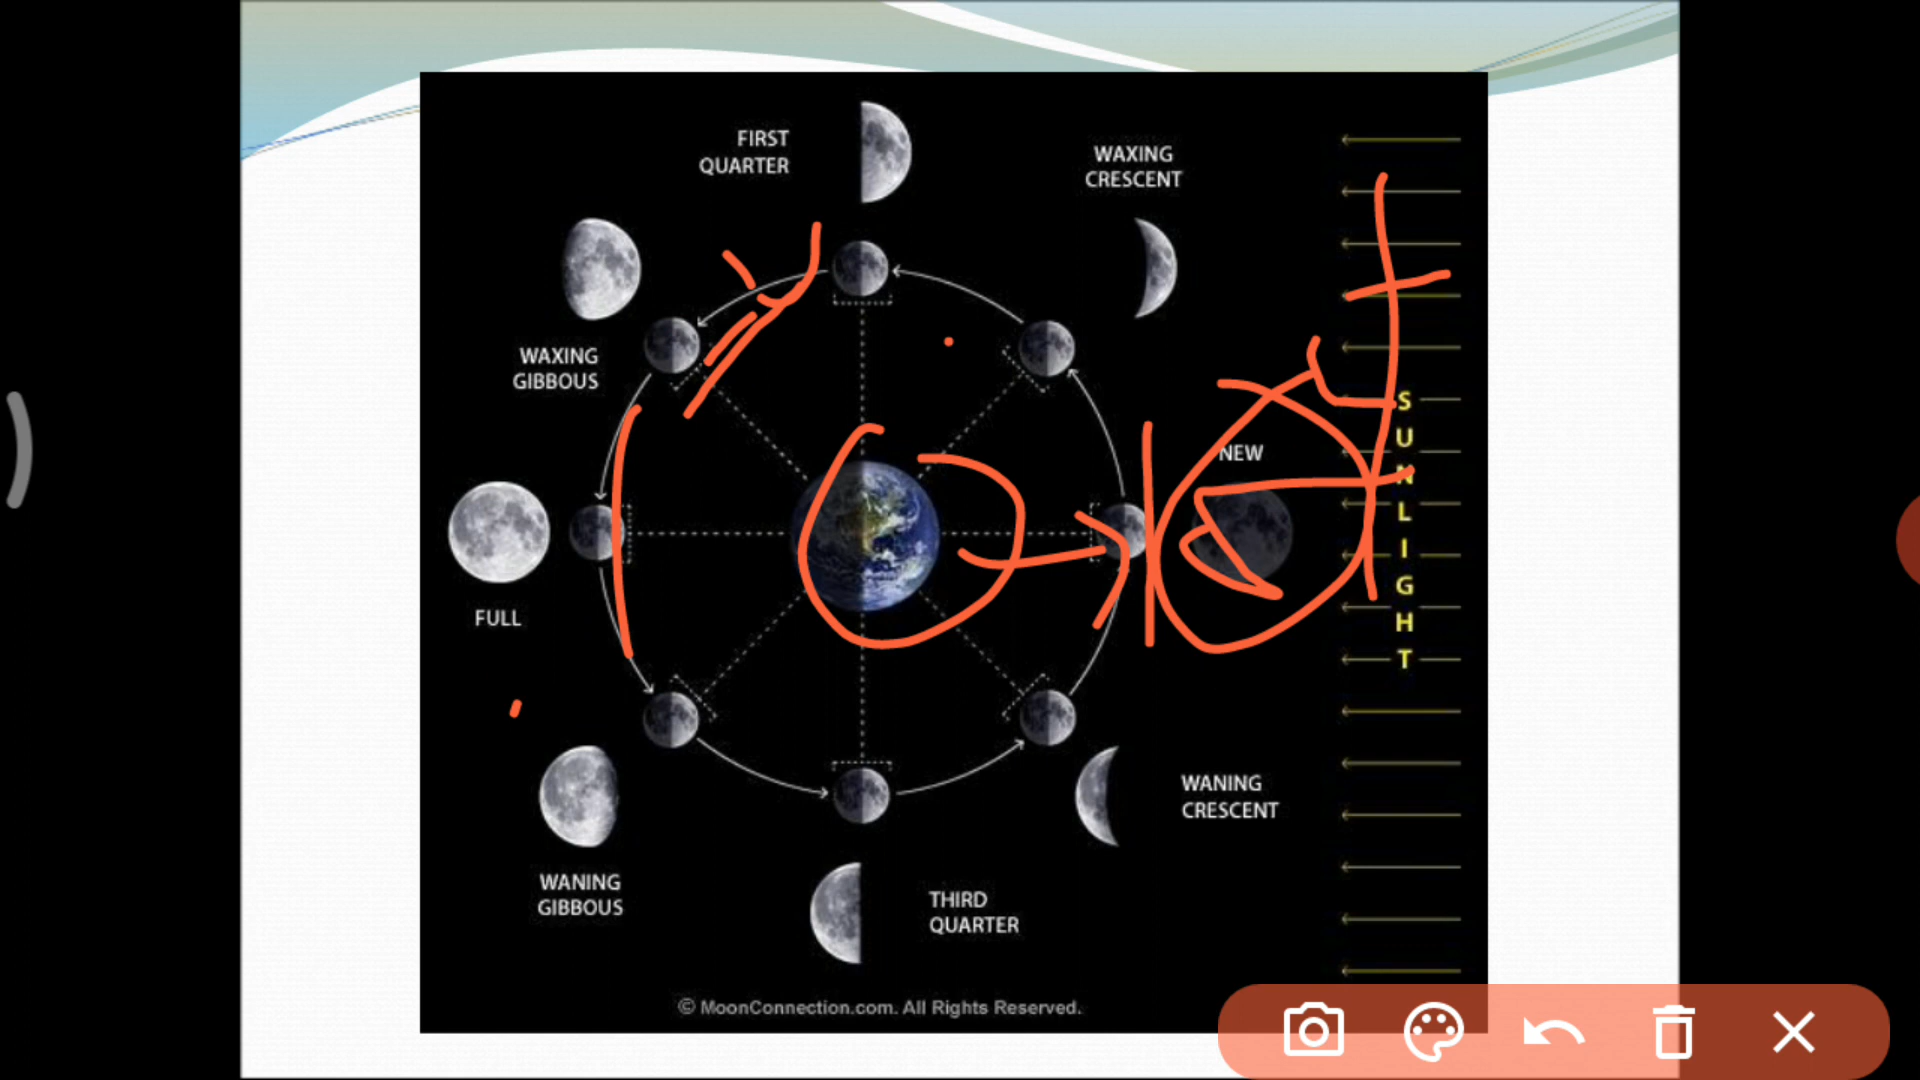 FIRST
QUARTER
WAXING
CRESCENT
WAXING
GIBBOUS
NEW
SUNLIGHT
FULL
WANING
CRESCENT
WANING
GIBBOUS
THIRD
QUARTER
© MoonConnection.com. All Rights Reserved.